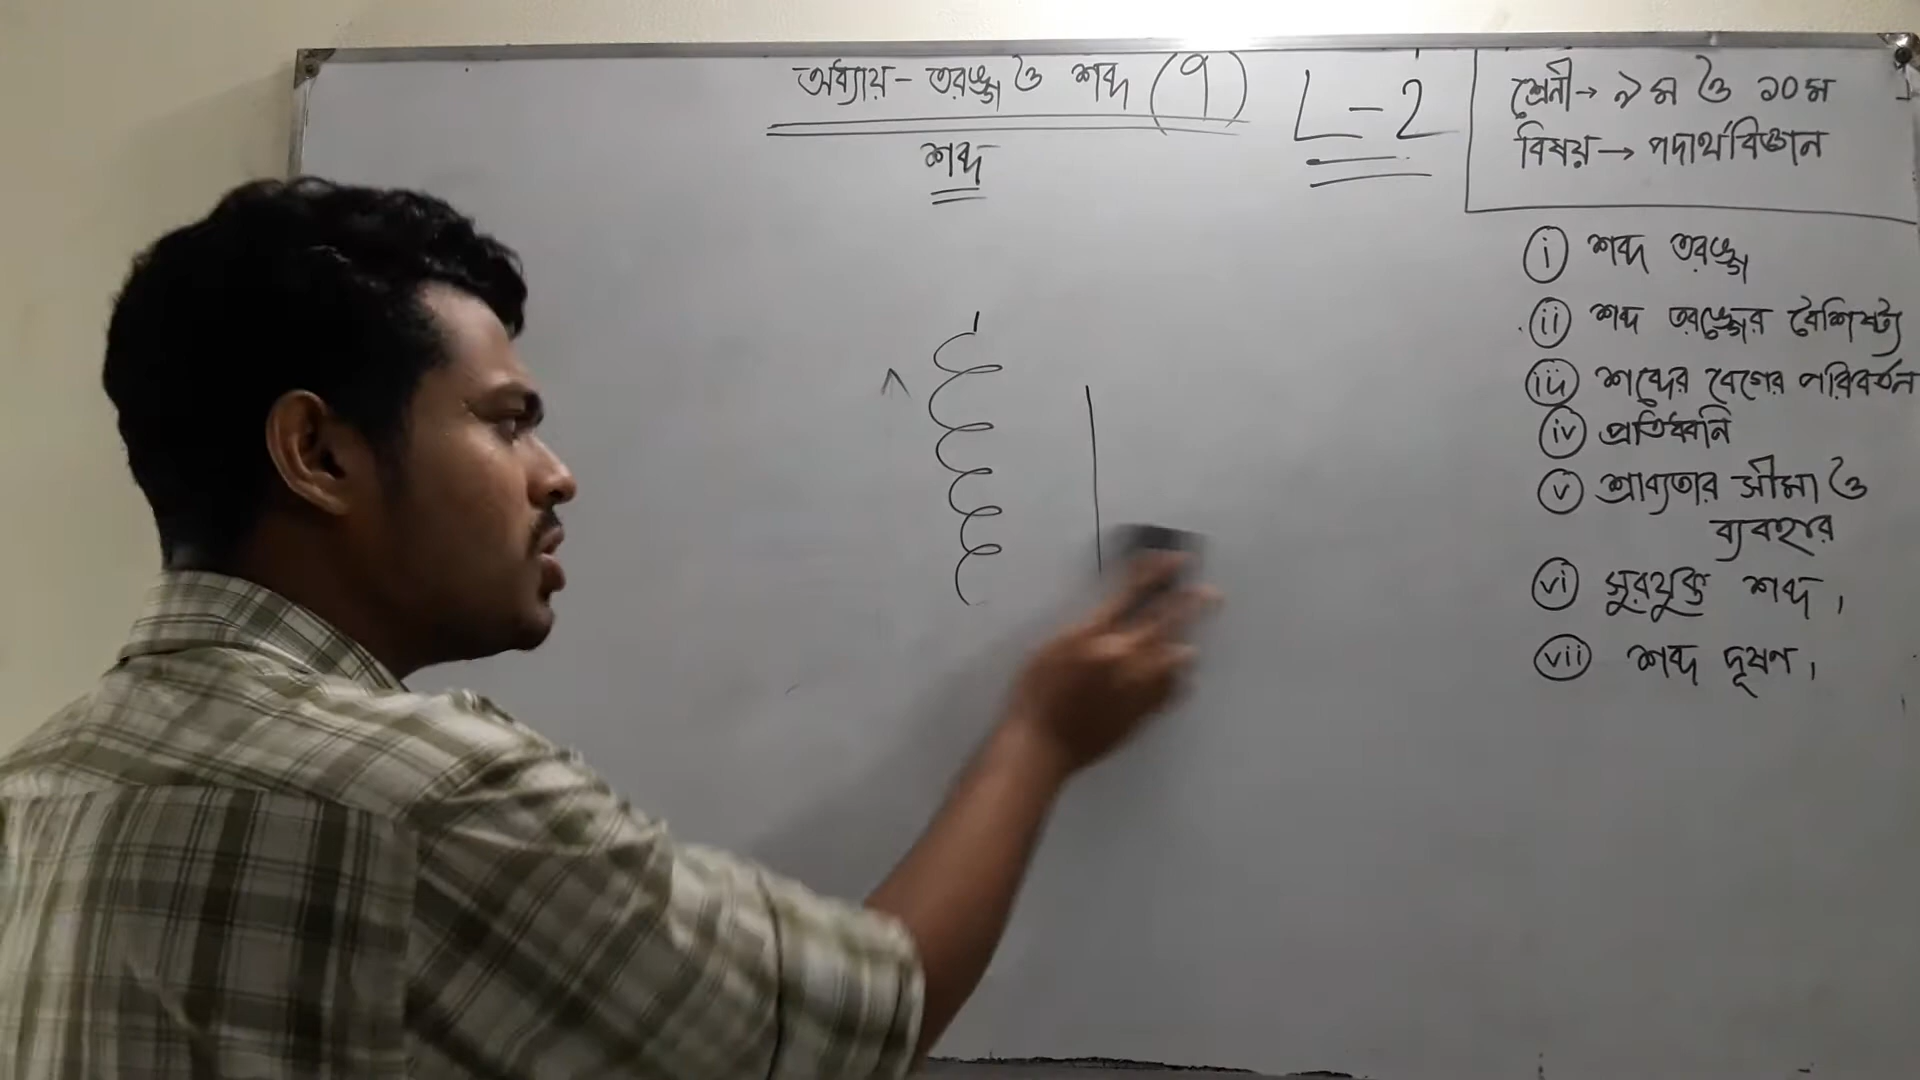 অধ্যায় - তরঙ্গ ও শব্দ (৭)
L-2
শব্দ
শ্রেনী → ৯ম ও ১০ম
বিষয় → পদার্থবিজ্ঞান
(i) শব্দ তরঙ্গ
(ii) শব্দ তরঙ্গের বৈশিষ্ট্য
(iii) শব্দের বেগের পরিবর্তন
(iv) প্রতিধ্বনি
(v) শ্রাব্যতার সীমা ও
ব্যবহার
(vi) সুরযুক্ত শব্দ।
(vii) শব্দ দূষণ।